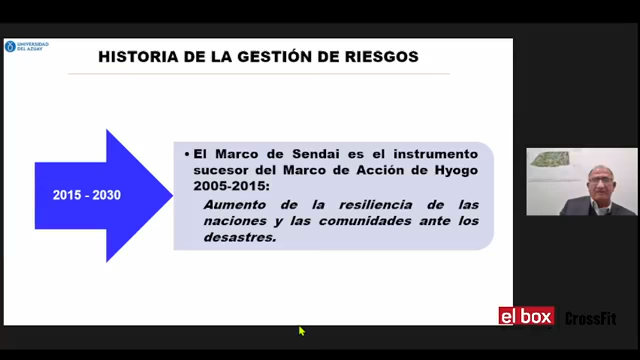 UNIVERSIDAD
DEL AZUAY
HISTORIA DE LA GESTIÓN DE RIESGOS
2015 - 2030
• El Marco de Sendai es el instrumento
sucesor del Marco de Acción de Hyogo
2005-2015:
Aumento de la resiliencia de las
naciones y las comunidades ante los
desastres.
el box
CrossFit